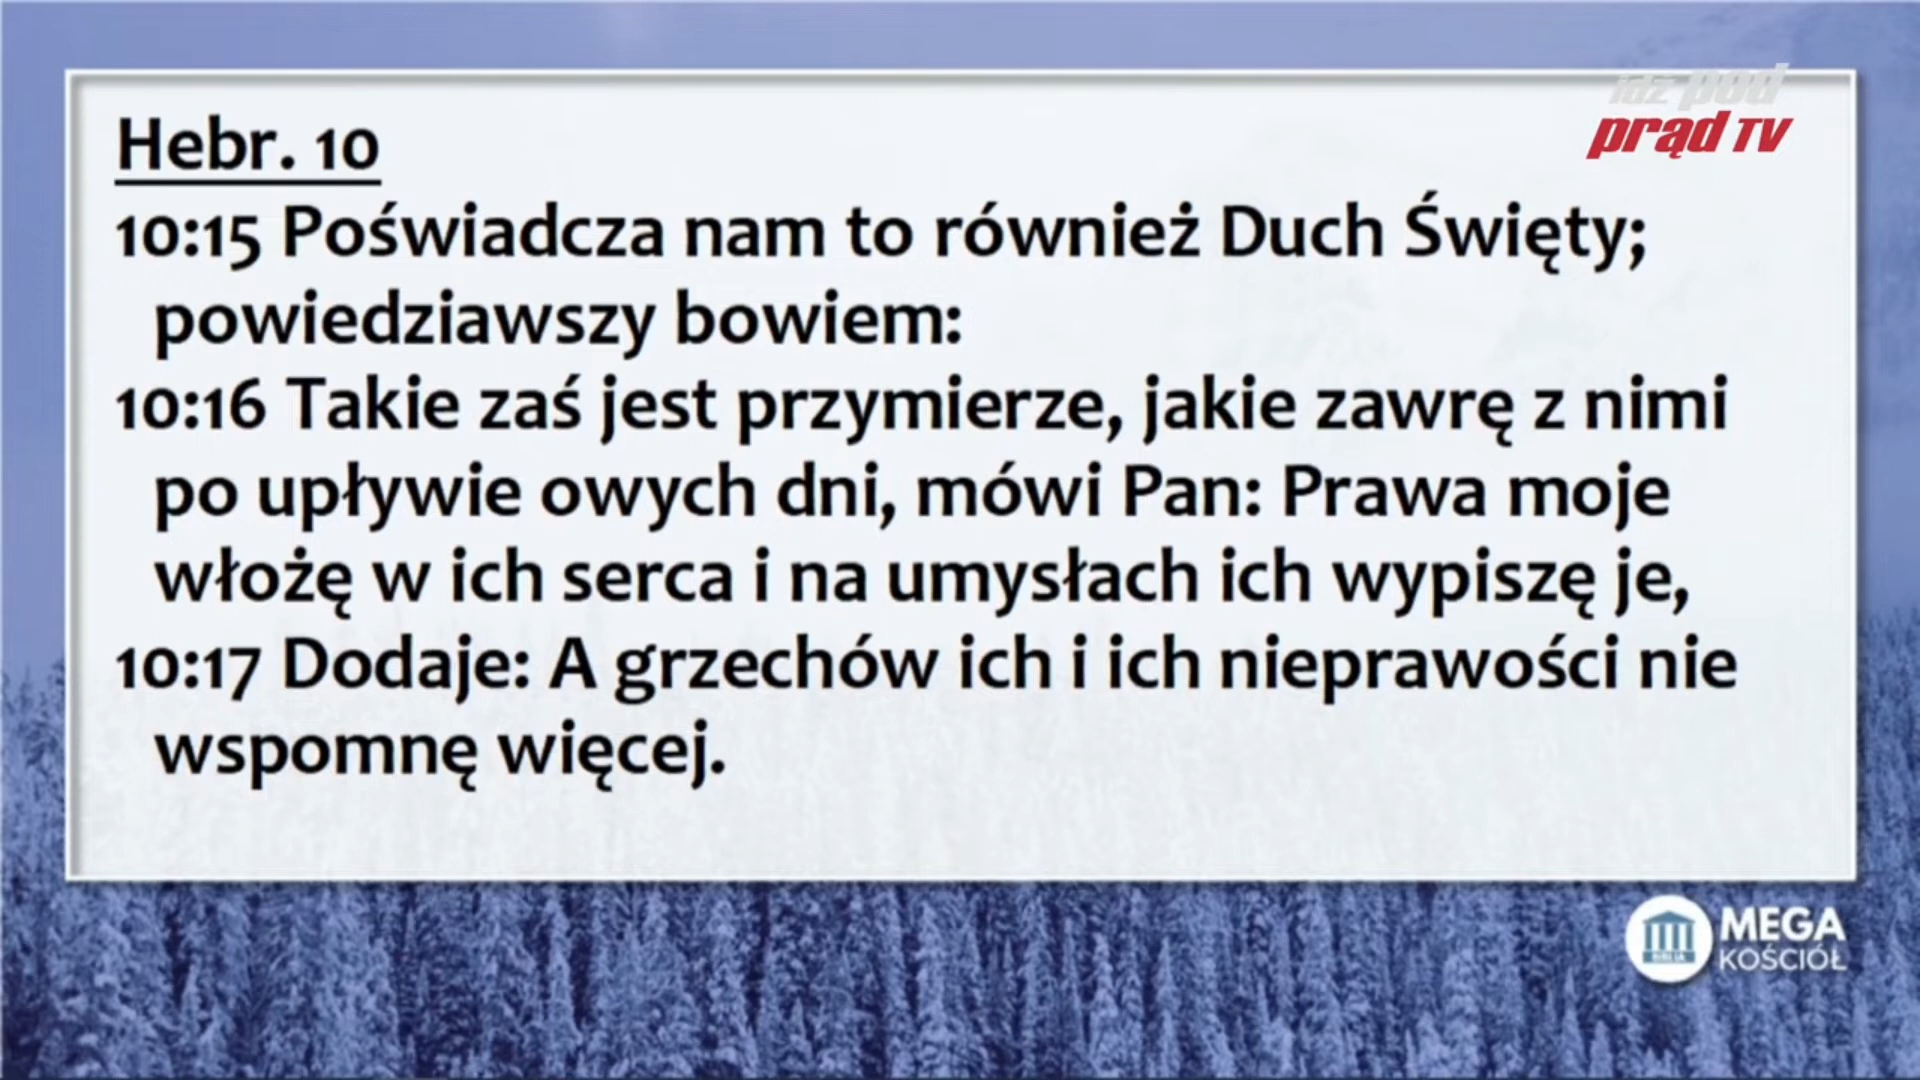 idź pod
prąd TV
Hebr. 10
10:15 Poświadcza nam to również Duch Święty;
powiedziawszy bowiem:
10:16 Takie zaś jest przymierze, jakie zawrę z nimi
po upływie owych dni, mówi Pan: Prawa moje
włożę w ich serca i na umysłach ich wypiszę je,
10:17 Dodaje: A grzechów ich i ich nieprawości nie
wspomnę więcej.
MEGA
KOŚCIÓŁ